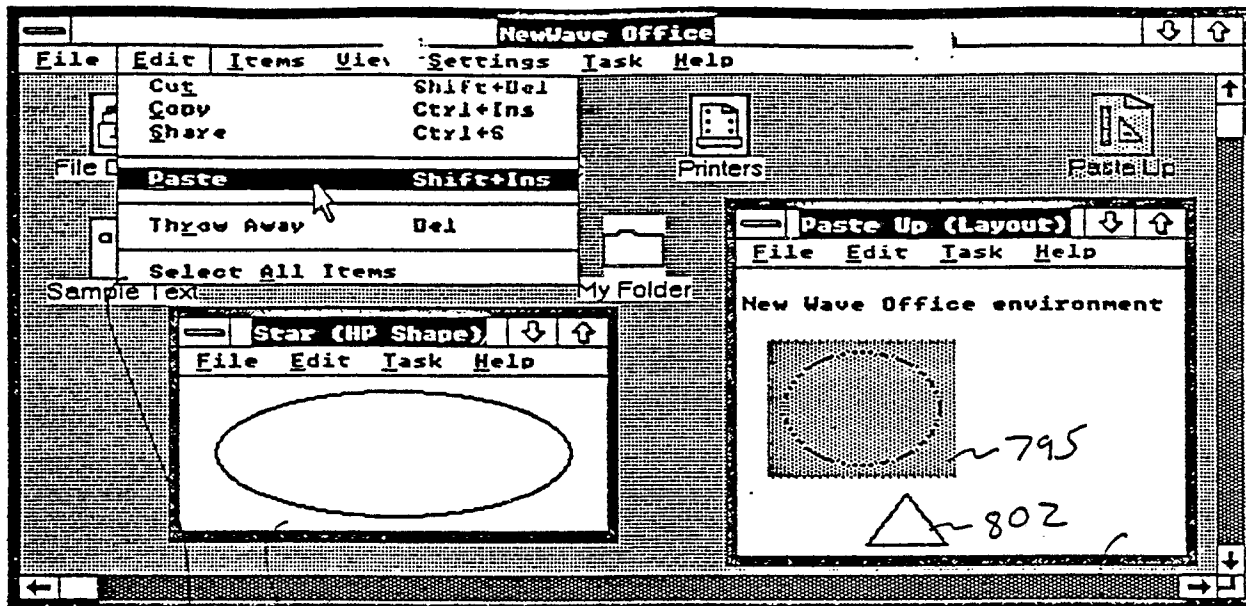 NewWave Office
File Edit Items Settings Task Help
Cut Shift+Del
Copy Ctrl+Ins
Share Ctrl+S
Paste Shift+Ins
Throw Away Del
Select All Items
File
Printers
Paste Up
Sample Text
My Folder
Star (HP Shape)
File Edit Task Help
Paste Up (Layout)
File Edit Task Help
New Wave Office environment
795
802